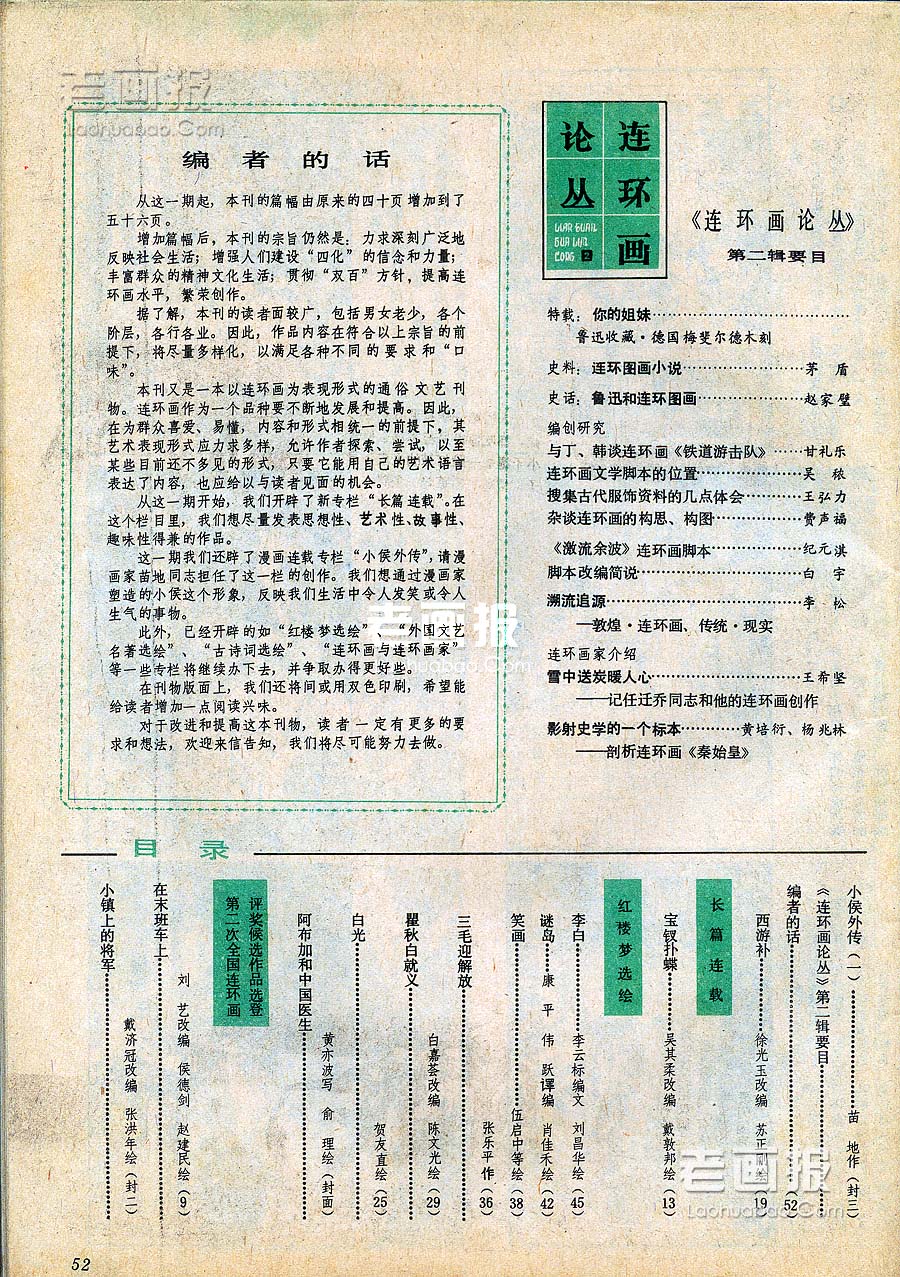 老画报
Laohuabao.Com
编者的话
从这一期起，本刊的篇幅由原来的四十页增加到了
五十六页。
增加篇幅后，本刊的宗旨仍然是：力求深刻广泛地
反映社会生活；增强人们建设“四化”的信念和力量；
丰富群众的精神文化生活；贯彻“双百”方针，提高连
环画水平，繁荣创作。
据了解，本刊的读者面较广，包括男女老少，各个
阶层，各行各业。因此，作品内容在符合以上宗旨的前
提下，将尽量多样化，以满足各种不同的要求和“口
味”。
本刊又是一本以连环画为表现形式的通俗文艺刊
物。连环画作为一个品种要不断地发展和提高。因此，
在为群众喜爱、易懂，内容和形式相统一的前提下，其
艺术表现形式应力求多样，允许作者探索、尝试，以至
某些目前还不多见的形式，只要它能用自己的艺术语言
表达了内容，也应给以与读者见面的机会。
从这一期开始，我们开辟了新专栏“长篇连载”。在
这个栏目里，我们想尽量发表思想性、艺术性、故事性、
趣味性得兼的作品。
这一期我们还辟了漫画连载专栏“小侯外传”，请漫
画家苗地同志担任了这一栏的创作。我们想通过漫画家
塑造的小侯这个形象，反映我们生活中令人发笑或令人
生气的事物。
此外，已经开辟的如“红楼梦选绘”、“外国文艺
名著选绘”、“古诗词选绘”、“连环画与连环画家”
等一些专栏将继续办下去，并争取办得更好些。
在刊物版面上，我们还将间或用双色印刷，希望能
给读者增加一点阅读兴味。
对于改进和提高这本刊物，读者一定有更多的要
求和想法，欢迎来信告知，我们将尽可能努力去做。
连环画
论丛
LIAN HUAN
HUA LUN
CONG 2
《连环画论丛》
第二辑要目
特载：你的姐妹…………
鲁迅收藏·德国梅斐尔德木刻
史料：连环图画小说…………茅盾
史话：鲁迅和连环图画…………赵家璧
编创研究
与丁、韩谈连环画《铁道游击队》……甘礼乐
连环画文学脚本的位置…………吴秾
搜集古代服饰资料的几点体会………王弘力
杂谈连环画的构思、构图…………费声福
《激流余波》连环画脚本…………纪元淇
脚本改编简说…………白宇
溯流追源…………李松
—敦煌·连环画、传统·现实
连环画家介绍
雪中送炭暖人心…………王希坚
——记任迁乔同志和他的连环画创作
影射史学的一个标本…………黄培衍、杨兆林
——剖析连环画《秦始皇》
目录
小侯外传（一）…………苗地作（封三）
《连环画论丛》第二辑要目…………
编者的话…………（52）
西游补…………徐光玉改编 苏正刚绘（19）
长篇连载
宝钗扑蝶…………吴其柔改编 戴敦邦绘（13）
红楼梦选绘
李白…………李云标编文 刘昌华绘（45）
谜岛………康平 伟跃译编 肖佳禾绘（42）
笑画…………伍启中等绘（38）
三毛迎解放…………张乐平作（36）
瞿秋白就义…………白嘉荟改编 陈文光绘（29）
白光…………贺友直绘（25）
阿布加和中国医生…………黄亦波写 俞理绘（封面）
第二次全国连环画
评奖候选作品选登
在末班车上…………刘艺改编 侯德剑 赵建民绘（9）
小镇上的将军…………戴济冠改编 张洪年绘（封二）
52
老画报
Laohuabao.Com
老画报
Laohuabao.Com